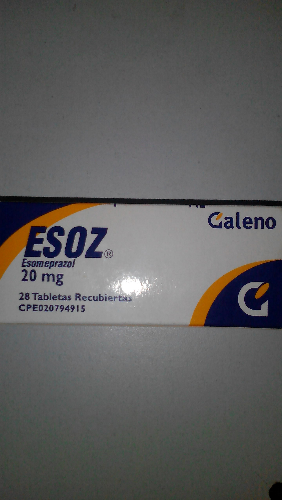 Galeno
ESOZ®
Esomeprazol
20 mg
28 Tabletas Recubiertas
CPE020794915